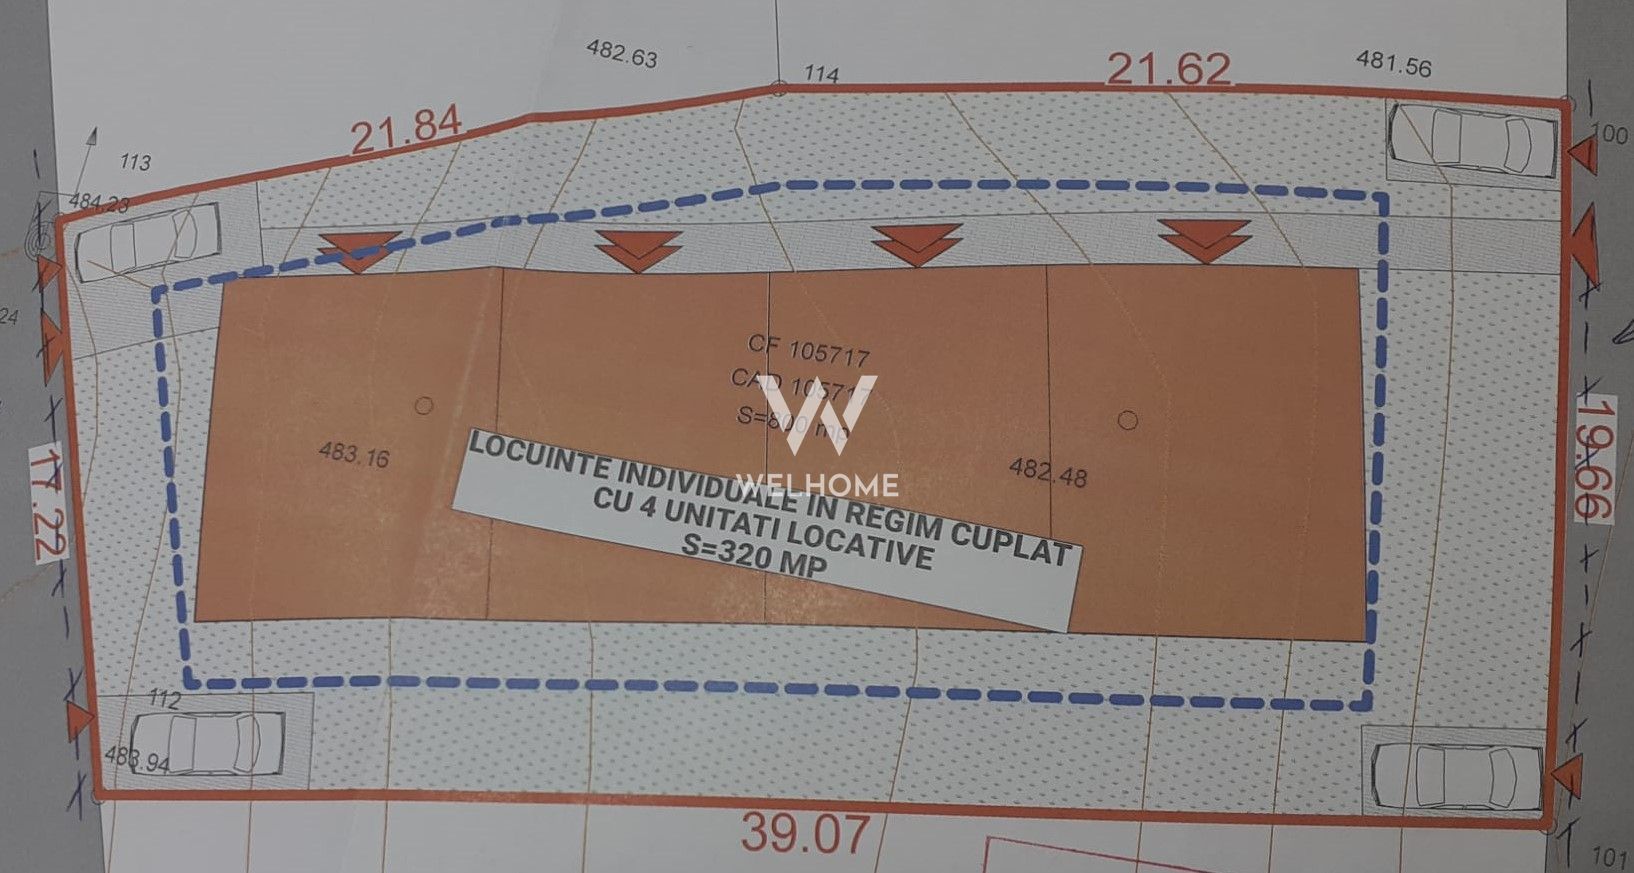 482.63
114
21.62
481.56
21.84
113
100
484.23
24
CF 105717
CAD 105717
S=800 mp
483.16
482.48
WELHOME
LOCUINTE INDIVIDUALE IN REGIM CUPLAT
CU 4 UNITATI LOCATIVE
S=320 MP
17.22
19.66
112
483.94
39.07
101